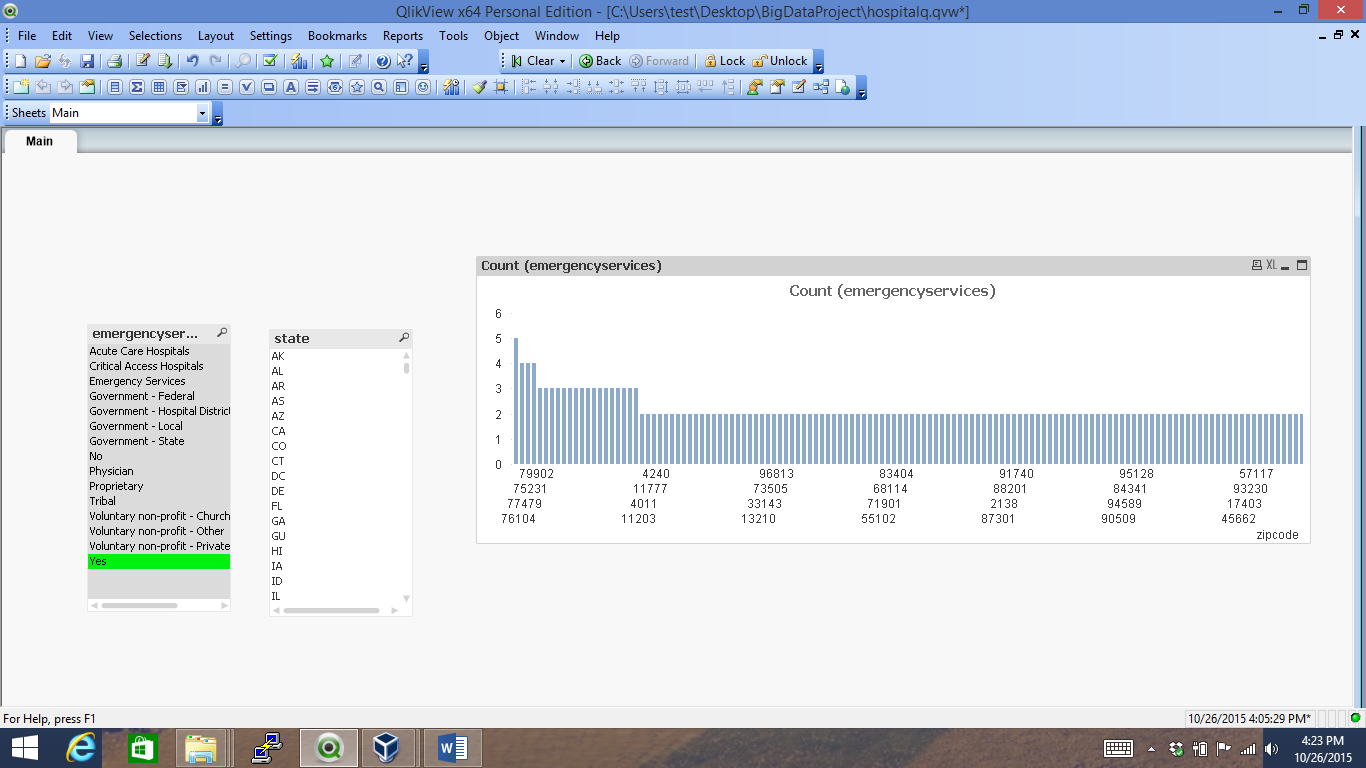 QlikView x64 Personal Edition - [C:\Users\test\Desktop\BigDataProject\hospitalq.qvw*]
File Edit View Selections Layout Settings Bookmarks Reports Tools Object Window Help
Clear Back Forward Lock Unlock
Sheets Main
Main
Count (emergencyservices) XL
Count (emergencyservices)
6
5
4
3
2
1
0
79902 4240 96813 83404 91740 95128 57117
75231 11777 73505 68114 88201 84341 93230
77479 4011 33143 71901 2138 94589 17403
76104 11203 13210 55102 87301 90509 45662
zipcode
emergencyser...
Acute Care Hospitals
Critical Access Hospitals
Emergency Services
Government - Federal
Government - Hospital District
Government - Local
Government - State
No
Physician
Proprietary
Tribal
Voluntary non-profit - Church
Voluntary non-profit - Other
Voluntary non-profit - Private
Yes
state
AK
AL
AR
AS
AZ
CA
CO
CT
DC
DE
FL
GA
GU
HI
IA
ID
IL
For Help, press F1
10/26/2015 4:05:29 PM*
4:23 PM
10/26/2015